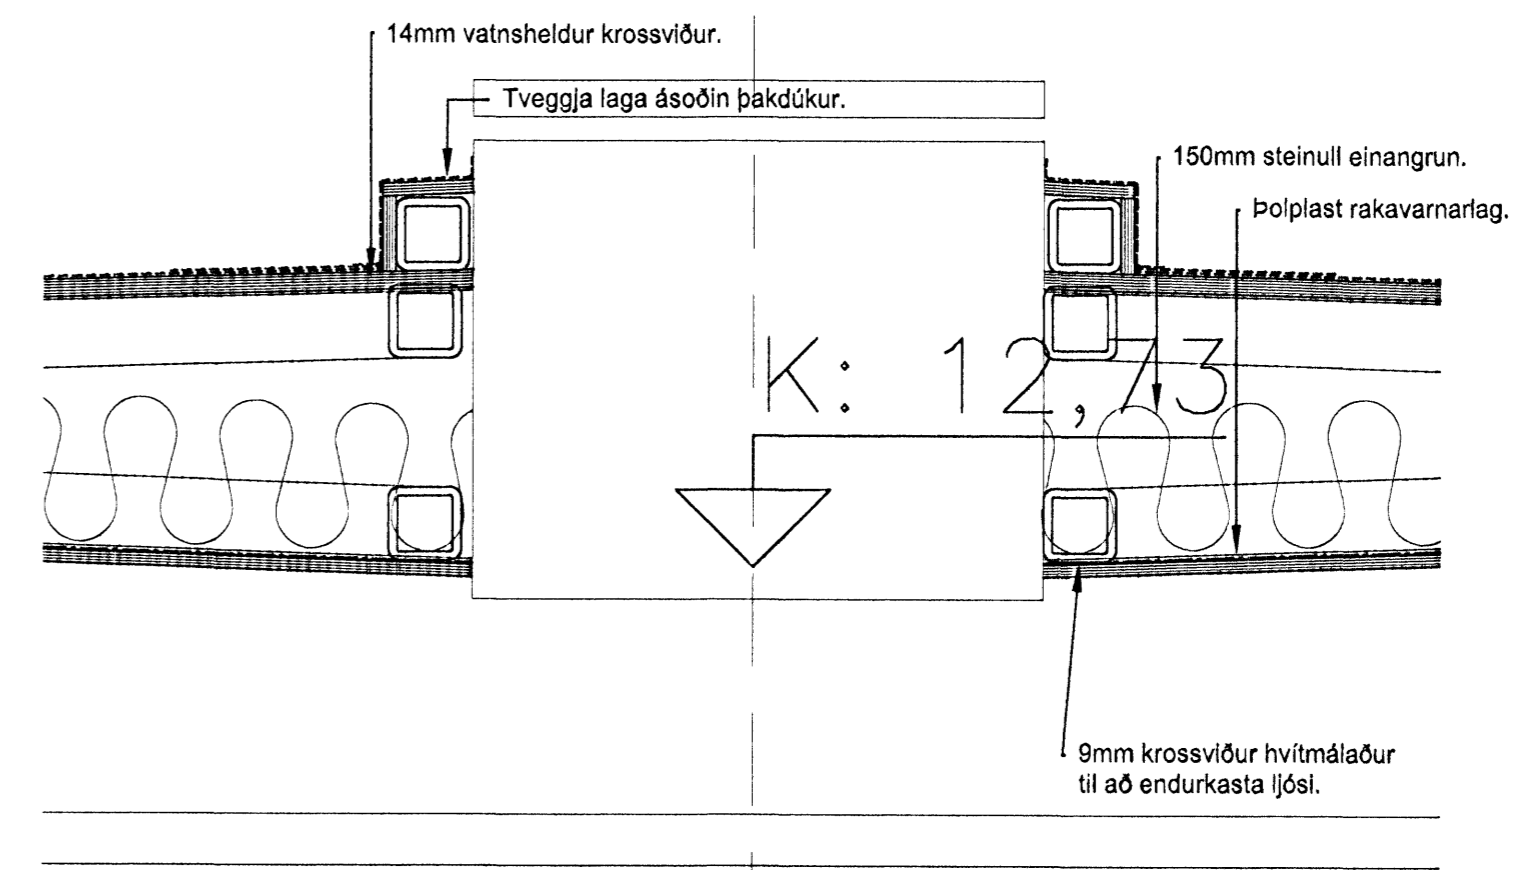 14mm vatnsheldur krossviður.
Tveggja laga ásoðin þakdúkur.
150mm steinull einangrun.
Þolplast rakavarnarlag.
K: 12,73
9mm krossviður hvítmálaður
til að endurkasta ljósi.